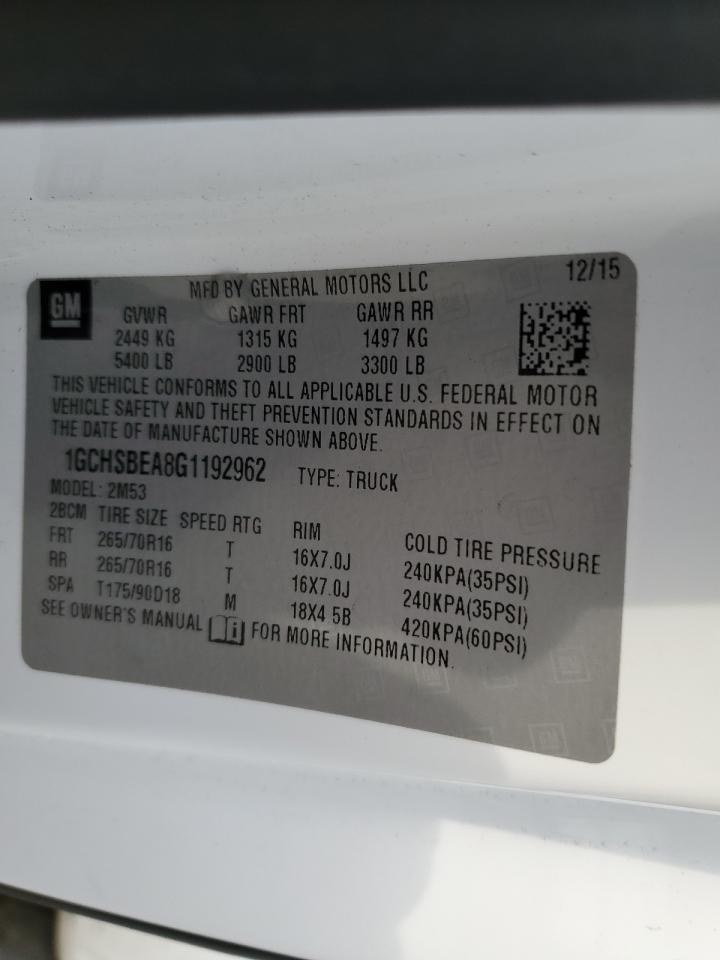 GM
MFD BY GENERAL MOTORS LLC 12/15
GVWR GAWR FRT GAWR RR
2449 KG 1315 KG 1497 KG
5400 LB 2900 LB 3300 LB
THIS VEHICLE CONFORMS TO ALL APPLICABLE U.S. FEDERAL MOTOR
VEHICLE SAFETY AND THEFT PREVENTION STANDARDS IN EFFECT ON
THE DATE OF MANUFACTURE SHOWN ABOVE.
1GCHSBEA8G1192962 TYPE: TRUCK
MODEL: 2M53
2BCM TIRE SIZE SPEED RTG RIM COLD TIRE PRESSURE
FRT 265/70R16 T 16X7.0J 240KPA(35PSI)
RR 265/70R16 T 16X7.0J 240KPA(35PSI)
SPA T175/90D18 M 18X4.5B 420KPA(60PSI)
SEE OWNER'S MANUAL FOR MORE INFORMATION.